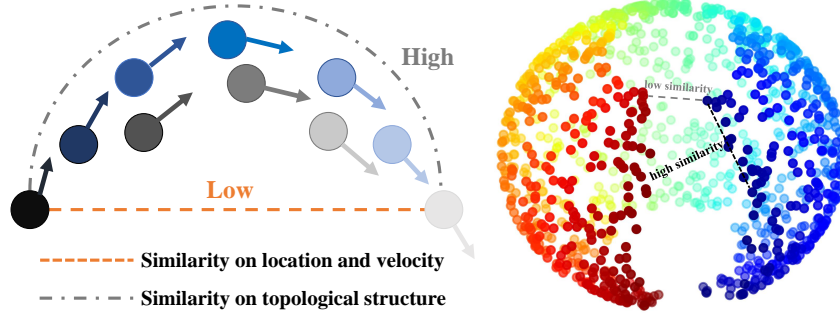 High
Low
Similarity on location and velocity
Similarity on topological structure
low similarity
high similarity